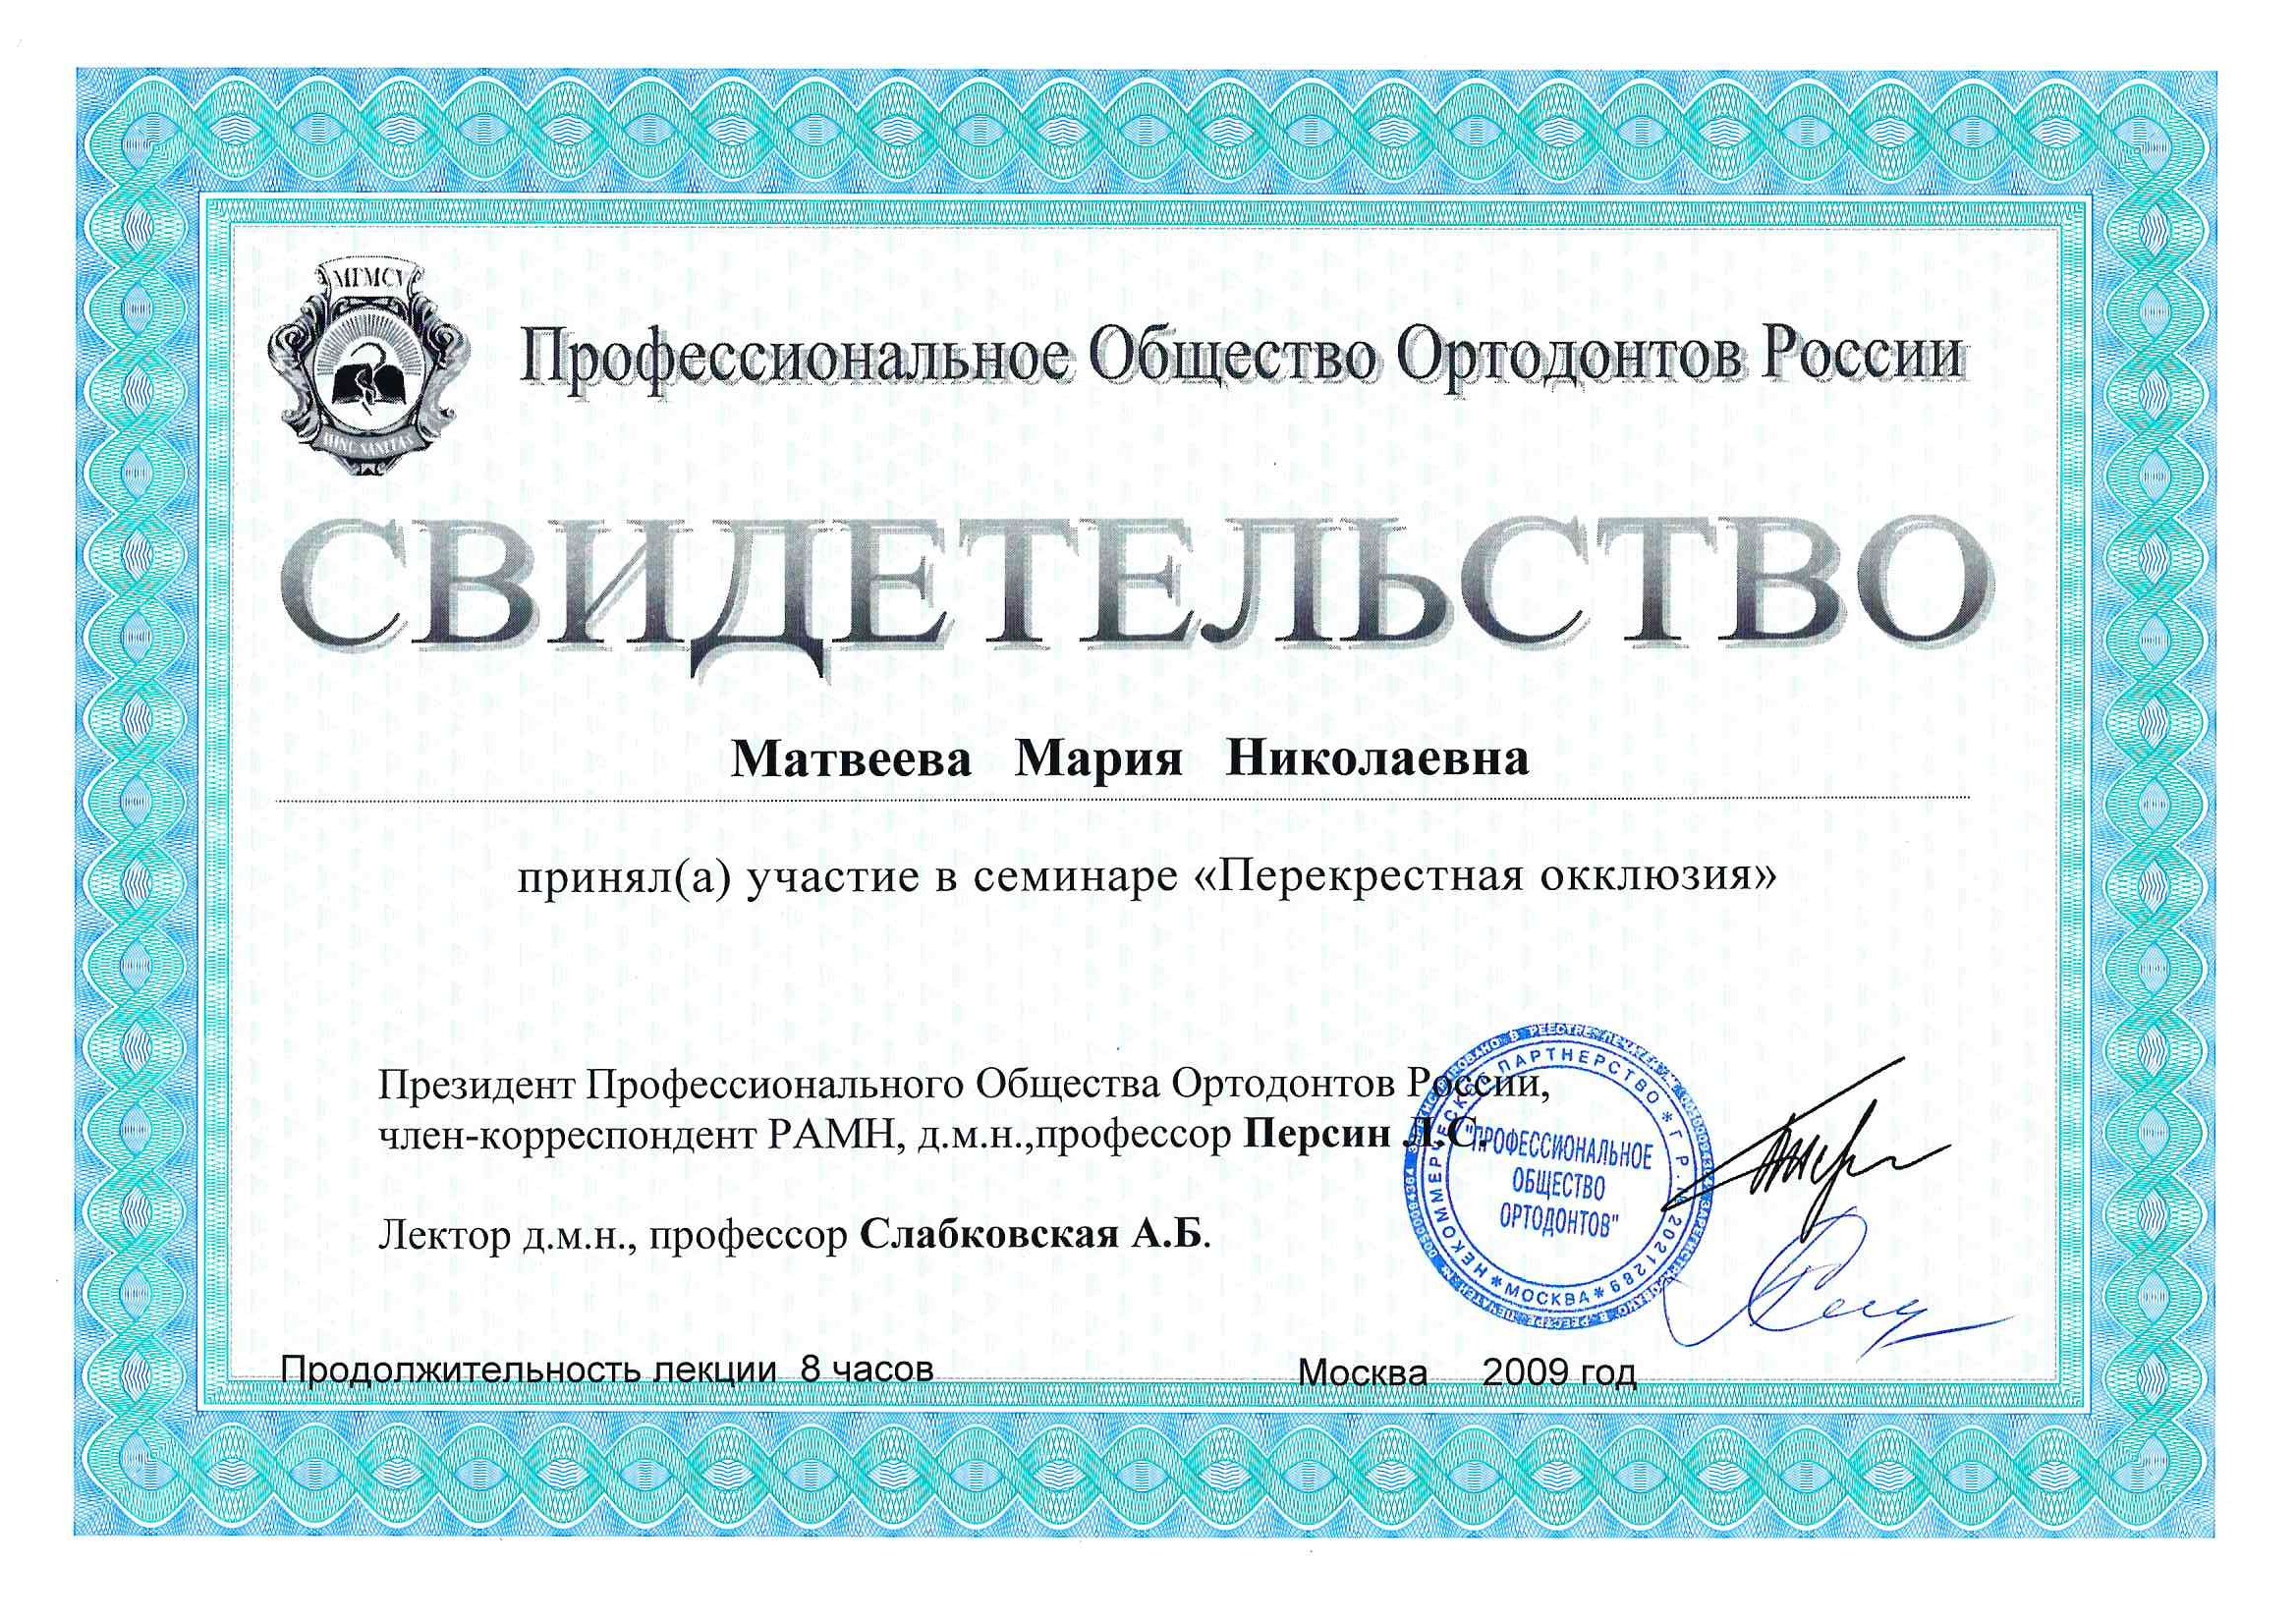 МГМСУ
Профессиональное Общество Ортодонтов России
СВИДЕТЕЛЬСТВО
Матвеева Мария Николаевна
принял(а) участие в семинаре «Перекрестная окклюзия»
Президент Профессионального Общества Ортодонтов России,
член-корреспондент РАМН, д.м.н.,профессор Персин Л.С.
НЕКОММЕРЧЕСКОЕ ПАРТНЕРСТВО * Г.Р.
* МОСКВА *
"ПРОФЕССИОНАЛЬНОЕ
ОБЩЕСТВО
ОРТОДОНТОВ"
Лектор д.м.н., профессор Слабковская А.Б.
Продолжительность лекции 8 часов
Москва 2009 год